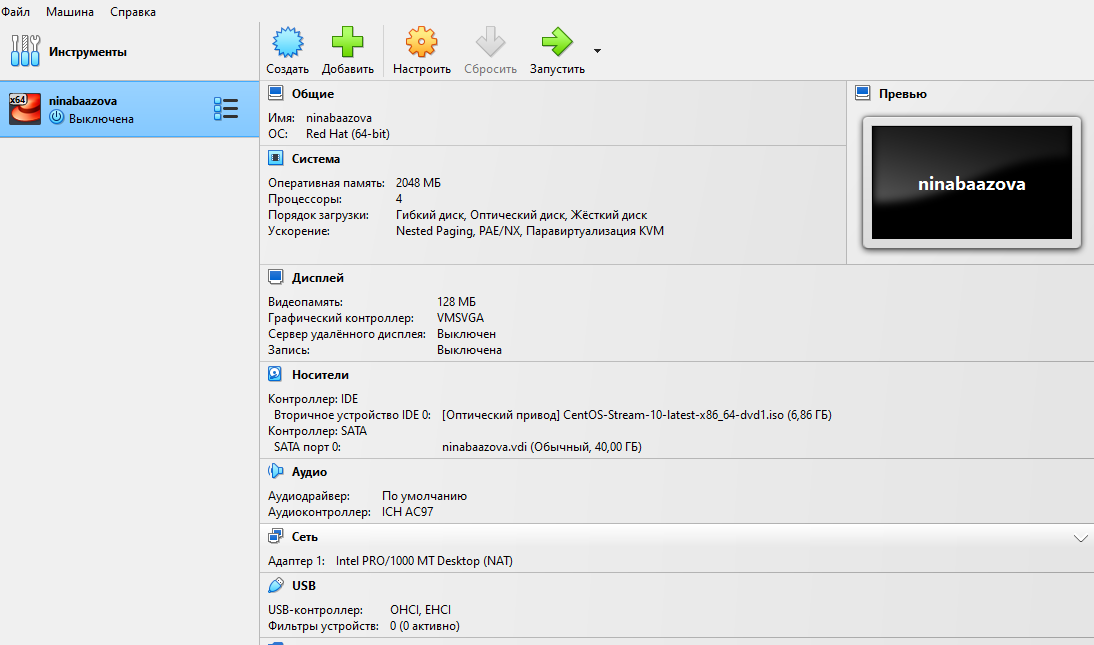 Файл Машина Справка
Инструменты
Создать Добавить Настроить Сбросить Запустить
x64
ninabaazova
Выключена
Общие
Имя: ninabaazova
ОС: Red Hat (64-bit)
Превью
ninabaazova
Система
Оперативная память: 2048 МБ
Процессоры: 4
Порядок загрузки: Гибкий диск, Оптический диск, Жёсткий диск
Ускорение: Nested Paging, PAE/NX, Паравиртуализация KVM
Дисплей
Видеопамять: 128 МБ
Графический контроллер: VMSVGA
Сервер удалённого дисплея: Выключен
Запись: Выключена
Носители
Контроллер: IDE
Вторичное устройство IDE 0: [Оптический привод] CentOS-Stream-10-latest-x86_64-dvd1.iso (6,86 ГБ)
Контроллер: SATA
SATA порт 0: ninabaazova.vdi (Обычный, 40,00 ГБ)
Аудио
Аудиодрайвер: По умолчанию
Аудиоконтроллер: ICH AC97
Сеть
Адаптер 1: Intel PRO/1000 MT Desktop (NAT)
USB
USB-контроллер: OHCI, EHCI
Фильтры устройств: 0 (0 активно)